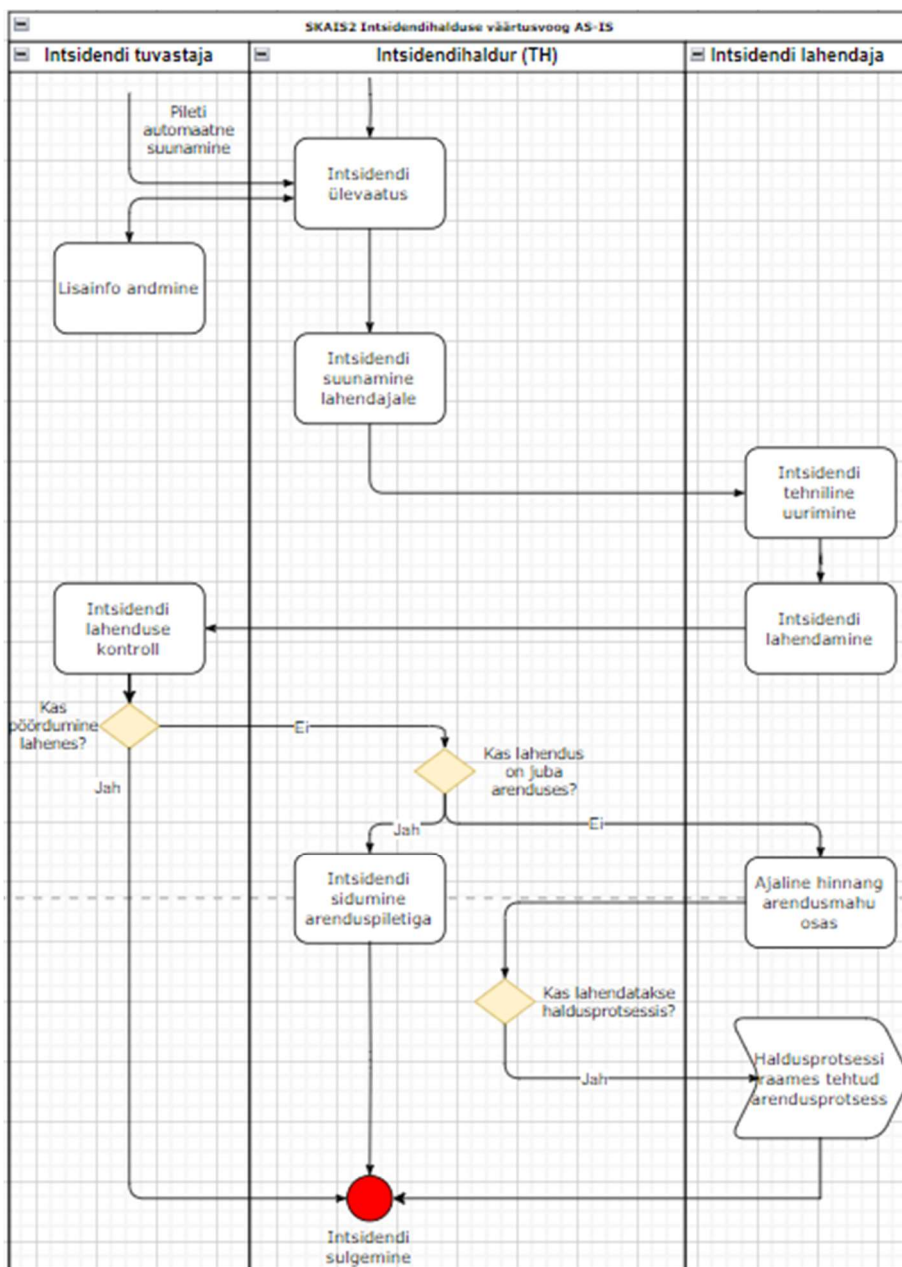 SKAIS2 Intsidendihalduse väärtusvoog AS-IS
Intsidendi tuvastaja
Intsidendihaldur (TH)
Intsidendi lahendaja
Pileti
automaatne
suunamine
Intsidendi
ülevaatus
Lisainfo andmine
Intsidendi
suunamine
lahendajale
Intsidendi
tehniline
uurimine
Intsidendi
lahenduse
kontroll
Intsidendi
lahendamine
Kas
pöördumine
lahenes?
Ei
Jah
Kas lahendus
on juba
arenduses?
Jah
Ei
Intsidendi
sidumine
arenduspiletiga
Ajaline hinnang
arendusmahu
osas
Kas lahendatakse
haldusprotsessis?
Jah
Haldusprotsessi
raames tehtud
arendusprotsess
Intsidendi
sulgemine